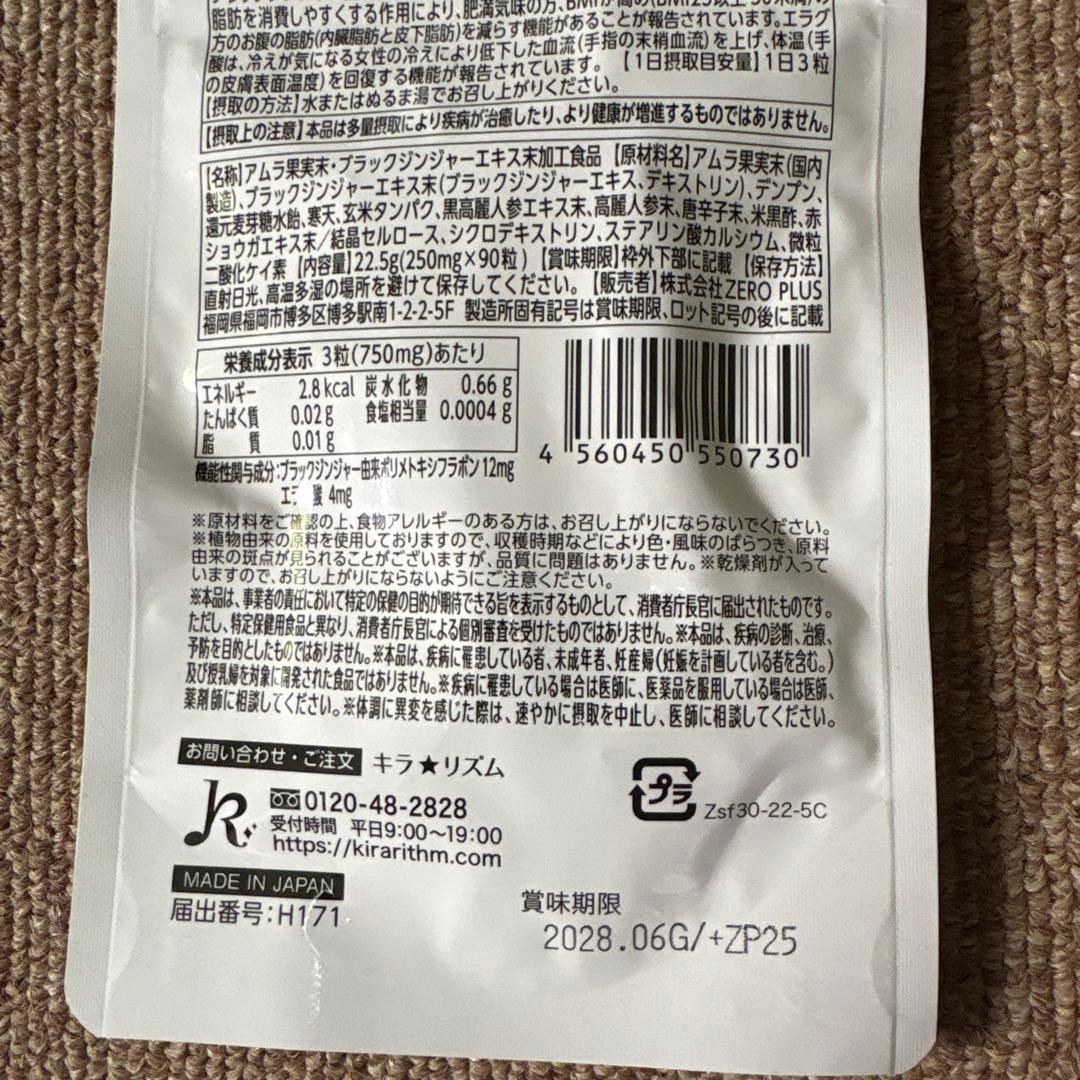 脂肪を消費しやすくする作用により、肥満気味の方、BMIが高め(BMI25以上30未満)の
方のお腹の脂肪(内臓脂肪と皮下脂肪)を減らす機能があることが報告されています。エラグ
酸は、冷えが気になる女性の冷えにより低下した血流(手指の末梢血流)を上げ、体温(手
の皮膚表面温度)を回復する機能が報告されています。 【1日摂取目安量】1日3粒
【摂取の方法】水またはぬるま湯でお召し上がりください。
【摂取上の注意】本品は多量摂取により疾病が治癒したり、より健康が増進するものではありません。
【名称】アムラ果実末・ブラックジンジャーエキス末加工食品 【原材料名】アムラ果実末(国内
製造)、ブラックジンジャーエキス末(ブラックジンジャーエキス、デキストリン)、デンプン、
還元麦芽糖水飴、寒天、玄米タンパク、黒高麗人参エキス末、高麗人参末、唐辛子末、米黒酢、赤
ショウガエキス末/結晶セルロース、シクロデキストリン、ステアリン酸カルシウム、微粒
二酸化ケイ素 【内容量】22.5g(250mg×90粒) 【賞味期限】枠外下部に記載 【保存方法】
直射日光、高温多湿の場所を避けて保存してください。 【販売者】株式会社ZERO PLUS
福岡県福岡市博多区博多駅南1-2-2-5F 製造所固有記号は賞味期限、ロット記号の後に記載
栄養成分表示 3粒(750mg)あたり
エネルギー 2.8kcal 炭水化物 0.66g
たんぱく質 0.02g 食塩相当量 0.0004g
脂質 0.01g
機能性関与成分:ブラックジンジャー由来ポリメトキシフラボン 12mg
エラグ酸 4mg
4 560450 550730
※原材料をご確認の上、食物アレルギーのある方は、お召し上がりにならないでください。
※植物由来の原料を使用しておりますので、収穫時期などにより色・風味のばらつき、原料
由来の斑点が見られることがございますが、品質に問題はありません。※乾燥剤が入って
いますので、お召し上がりにならないようにご注意ください。
※本品は、事業者の責任において特定の保健の目的が期待できる旨を表示するものとして、消費者庁長官に届出されたものです。
ただし、特定保健用食品と異なり、消費者庁長官による個別審査を受けたものではありません。※本品は、疾病の診断、治療、
予防を目的としたものではありません。※本品は、疾病に罹患している者、未成年者、妊産婦(妊娠を計画している者を含む。)
及び授乳婦を対象に開発された食品ではありません。※疾病に罹患している場合は医師に、医薬品を服用している場合は医師、
薬剤師に相談してください。※体調に異変を感じた際は、速やかに摂取を中止し、医師に相談してください。
お問い合わせ・ご注文 キラ★リズム
0120-48-2828
受付時間 平日9:00~19:00
https://kirarithm.com
プラ Zsf30-22-5C
MADE IN JAPAN
届出番号:H171
賞味期限
2028.06G/+ZP25